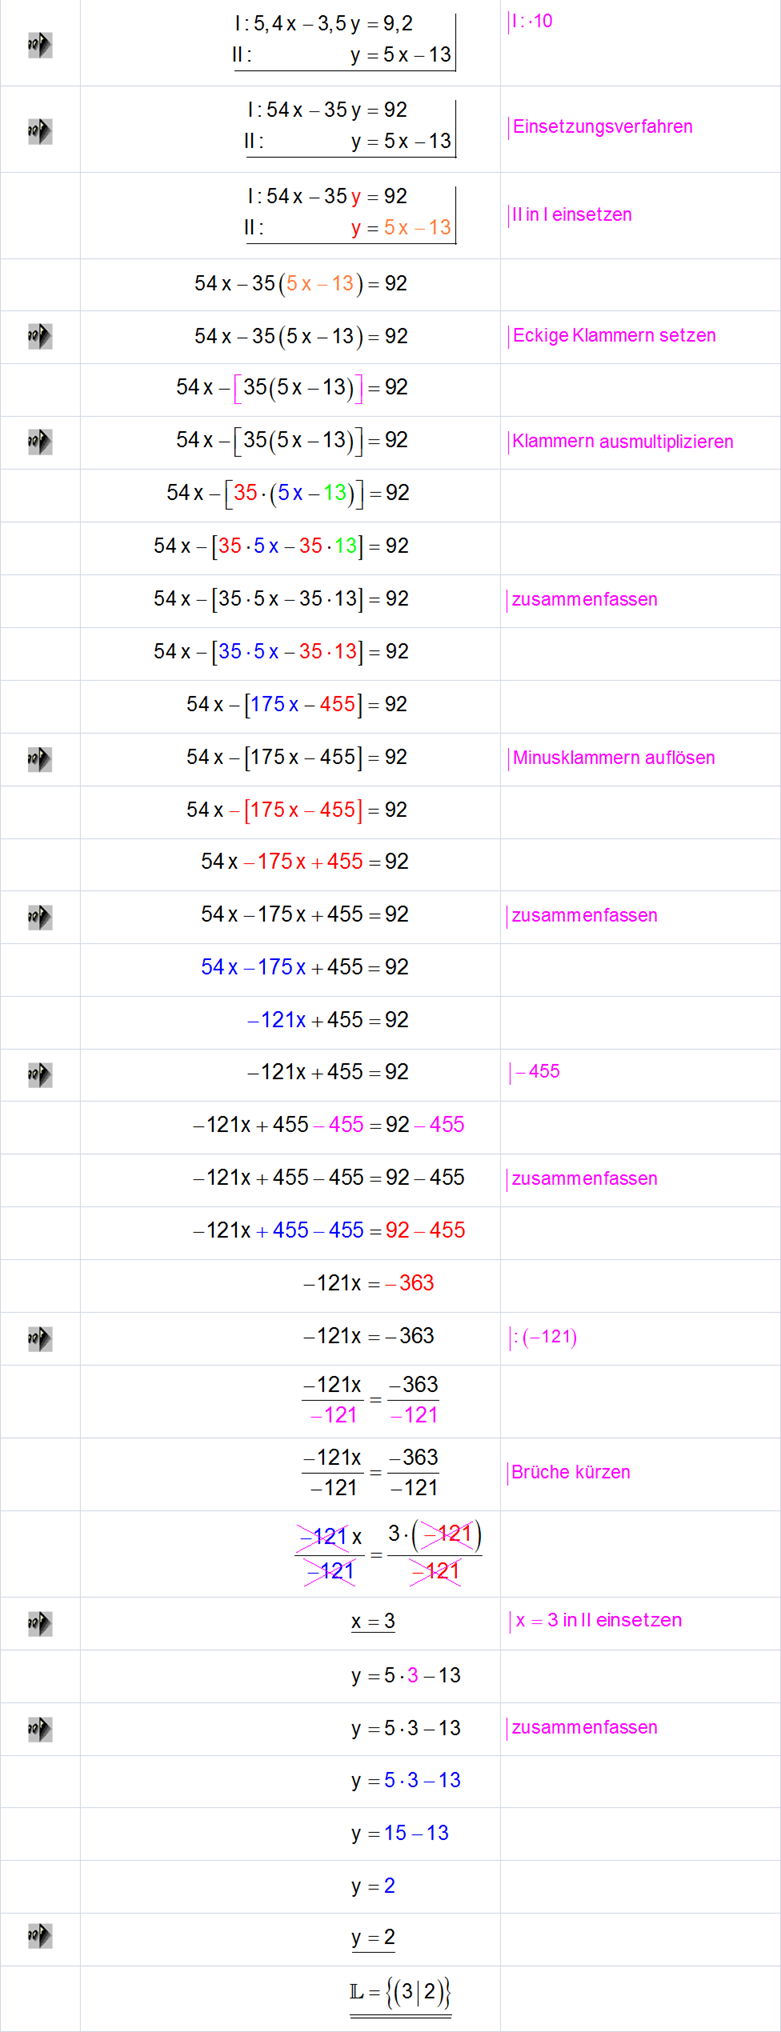 I: 5,4x − 3,5y = 9,2 |I: ·10
II: y = 5x − 13
I: 54x − 35y = 92
II: y = 5x − 13 |Einsetzungsverfahren
I: 54x − 35y = 92
II: y = 5x − 13 |II in I einsetzen
54x − 35(5x − 13) = 92
54x − 35(5x − 13) = 92 |Eckige Klammern setzen
54x − [35(5x − 13)] = 92
54x − [35(5x − 13)] = 92 |Klammern ausmultiplizieren
54x − [35 · (5x − 13)] = 92
54x − [35 · 5x − 35 · 13] = 92
54x − [35 · 5x − 35 · 13] = 92 |zusammenfassen
54x − [35 · 5x − 35 · 13] = 92
54x − [175x − 455] = 92
54x − [175x − 455] = 92 |Minusklammern auflösen
54x − [175x − 455] = 92
54x − 175x + 455 = 92
54x − 175x + 455 = 92 |zusammenfassen
54x − 175x + 455 = 92
−121x + 455 = 92
−121x + 455 = 92 |− 455
−121x + 455 − 455 = 92 − 455
−121x + 455 − 455 = 92 − 455 |zusammenfassen
−121x + 455 − 455 = 92 − 455
−121x = −363
−121x = −363 |: (−121)
−121x/−121 = −363/−121
−121x/−121 = −363/−121 |Brüche kürzen
−121x/−121 = 3 · (−121)/−121
x = 3 |x = 3 in II einsetzen
y = 5 · 3 − 13
y = 5 · 3 − 13 |zusammenfassen
y = 5 · 3 − 13
y = 15 − 13
y = 2
y = 2
𝕃 = {(3|2)}